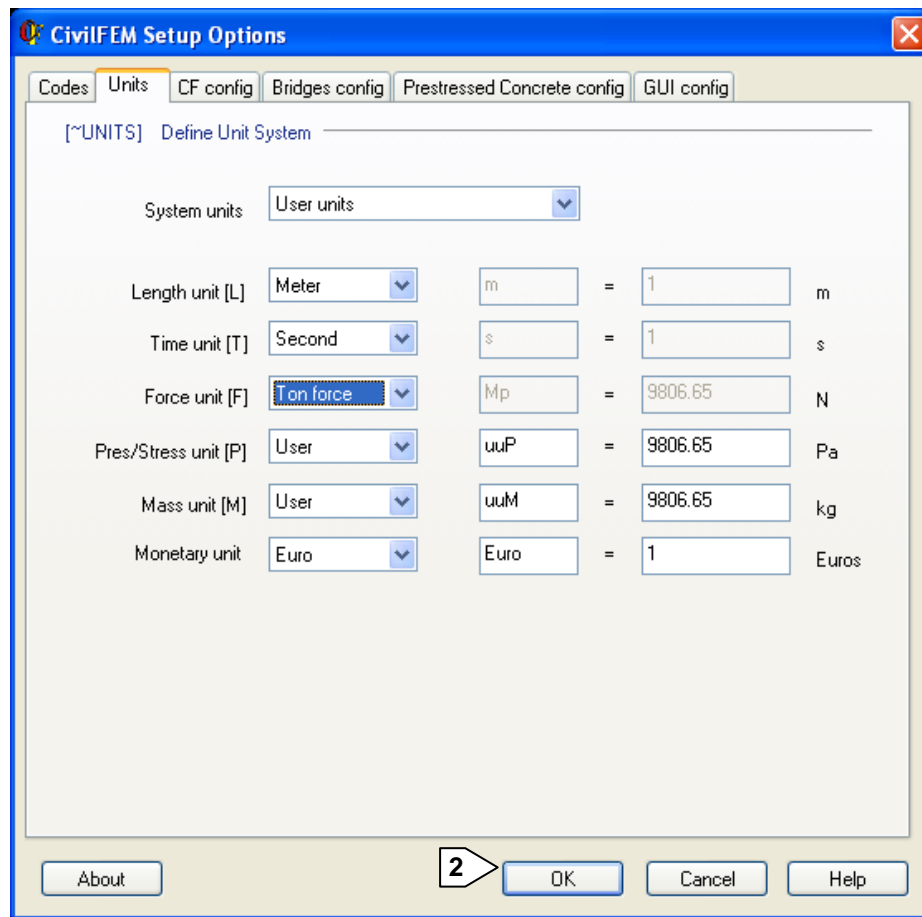 CivilFEM Setup Options
Codes Units CF config Bridges config Prestressed Concrete config GUI config
[~UNITS] Define Unit System
System units User units
Length unit [L] Meter m = 1 m
Time unit [T] Second s = 1 s
Force unit [F] Ton force Mp = 9806.65 N
Pres/Stress unit [P] User uuP = 9806.65 Pa
Mass unit [M] User uuM = 9806.65 kg
Monetary unit Euro Euro = 1 Euros
About 2 OK Cancel Help